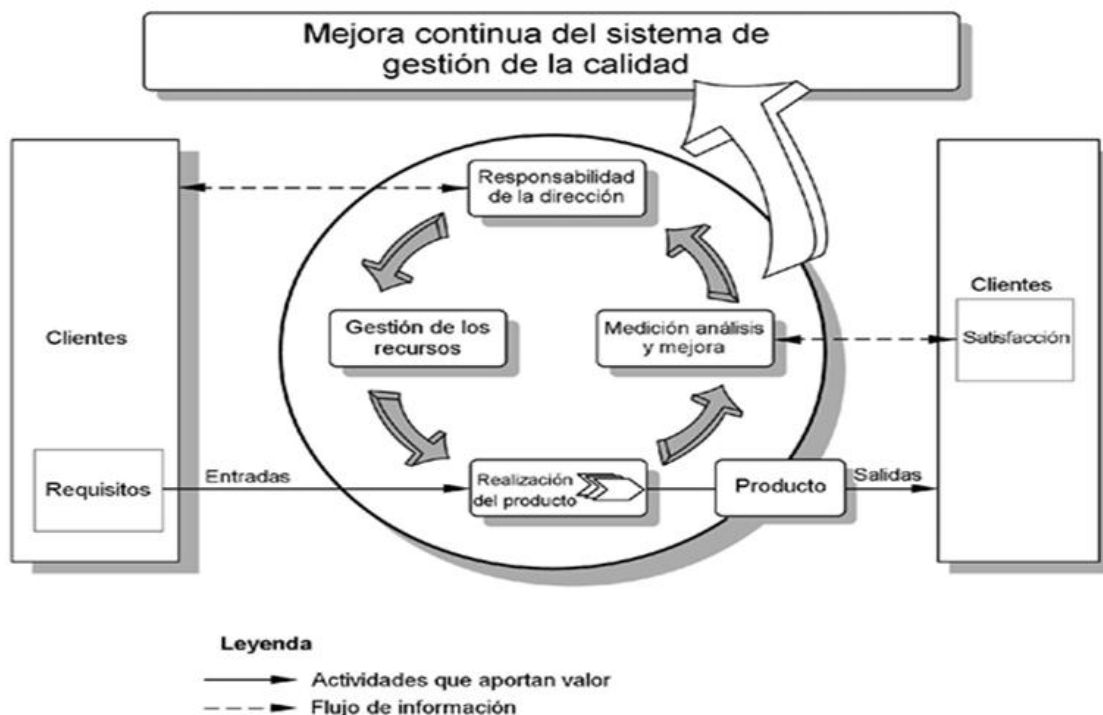 Mejora continua del sistema de
gestión de la calidad
Responsabilidad
de la dirección
Clientes
Gestión de los
recursos
Medición análisis
y mejora
Clientes
Satisfacción
Requisitos
Entradas
Realización
del producto
Producto
Salidas
Leyenda
Actividades que aportan valor
Flujo de información